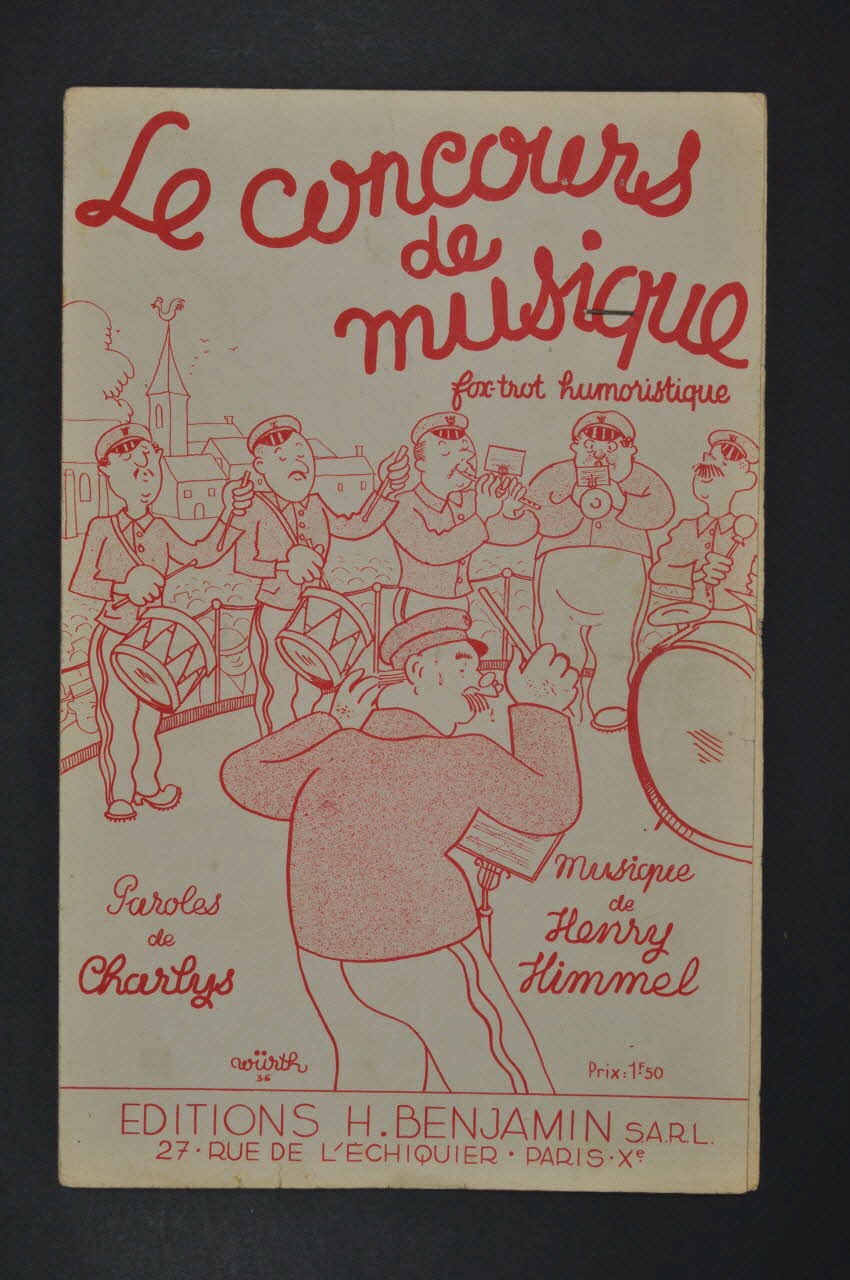 Le concours
de
musique
fox-trot humoristique
Paroles
de
Charlys
Musique
de
Henry
Himmel
würth
36
Prix: 1F50
EDITIONS H. BENJAMIN S.A.R.L.
27 · RUE DE L'ÉCHIQUIER · PARIS · Xe